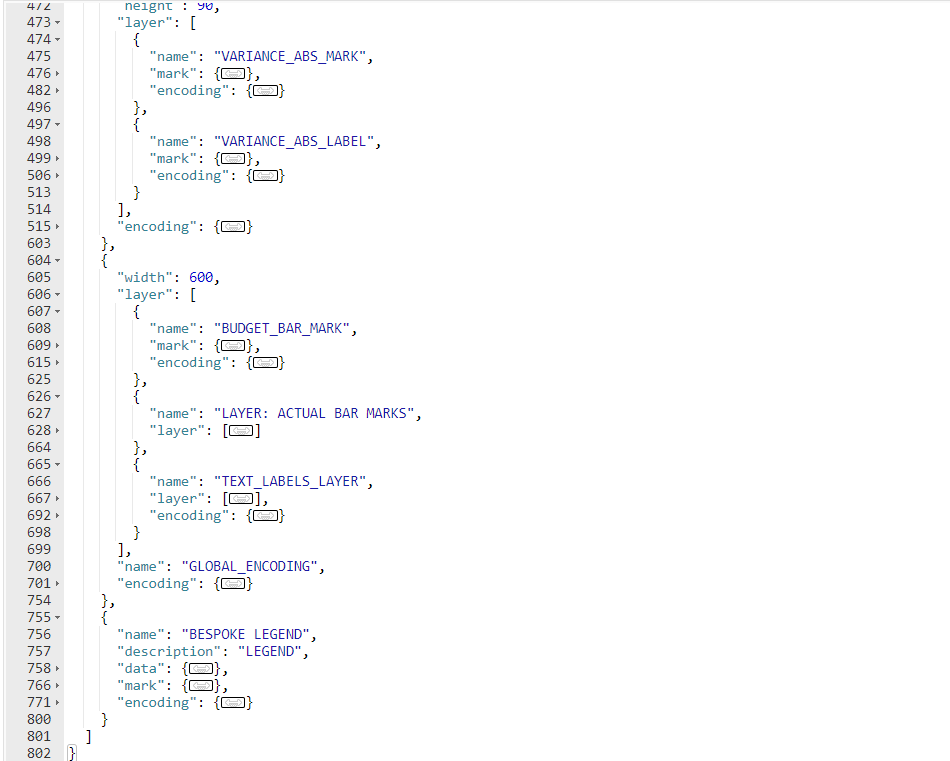 472 "height": 90,
473 "layer": [
474 {
475 "name": "VARIANCE_ABS_MARK",
476 "mark": {},
482 "encoding": {}
496 },
497 {
498 "name": "VARIANCE_ABS_LABEL",
499 "mark": {},
506 "encoding": {}
513 }
514 ],
515 "encoding": {}
603 },
604 {
605 "width": 600,
606 "layer": [
607 {
608 "name": "BUDGET_BAR_MARK",
609 "mark": {},
615 "encoding": {}
625 },
626 {
627 "name": "LAYER: ACTUAL BAR MARKS",
628 "layer": []
664 },
665 {
666 "name": "TEXT_LABELS_LAYER",
667 "layer": [],
692 "encoding": {}
698 }
699 ],
700 "name": "GLOBAL_ENCODING",
701 "encoding": {}
754 },
755 {
756 "name": "BESPOKE LEGEND",
757 "description": "LEGEND",
758 "data": {},
766 "mark": {},
771 "encoding": {}
800 }
801 ]
802 }